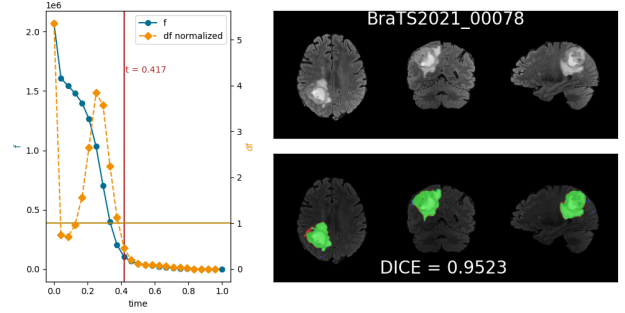 1e6
f
df normalized
t = 0.417
2.0
1.5
1.0
0.5
0.0
f
5
4
3
2
1
0
df
0.0
0.2
0.4
0.6
0.8
1.0
time
BraTS2021_00078
DICE = 0.9523